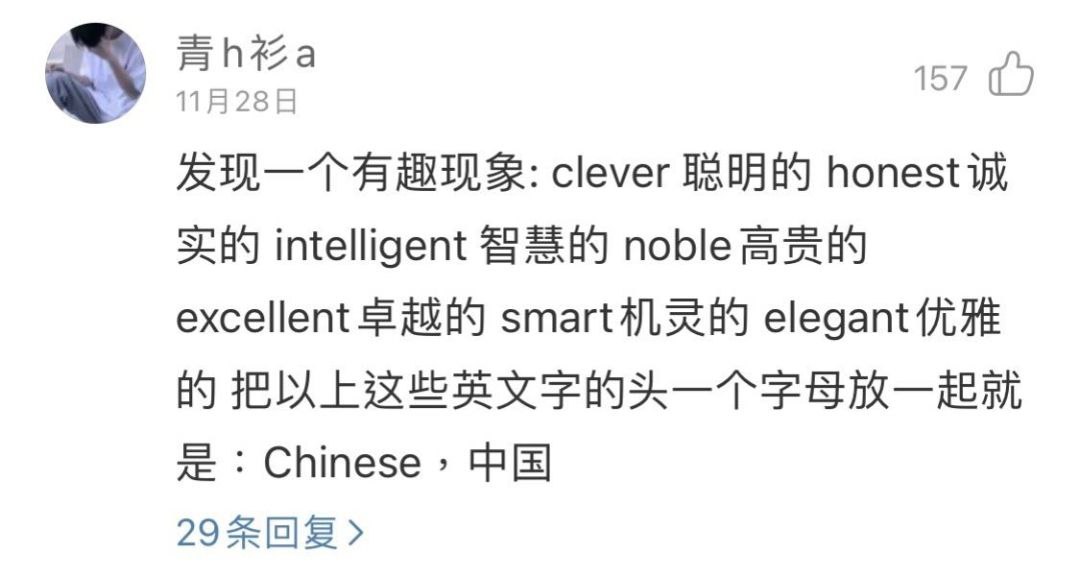 青h衫a
157
11月28日
发现一个有趣现象: clever 聪明的 honest诚
实的 intelligent 智慧的 noble高贵的
excellent卓越的 smart机灵的 elegant优雅
的 把以上這些英文字的头一个字母放一起就
是：Chinese，中国
29条回复>